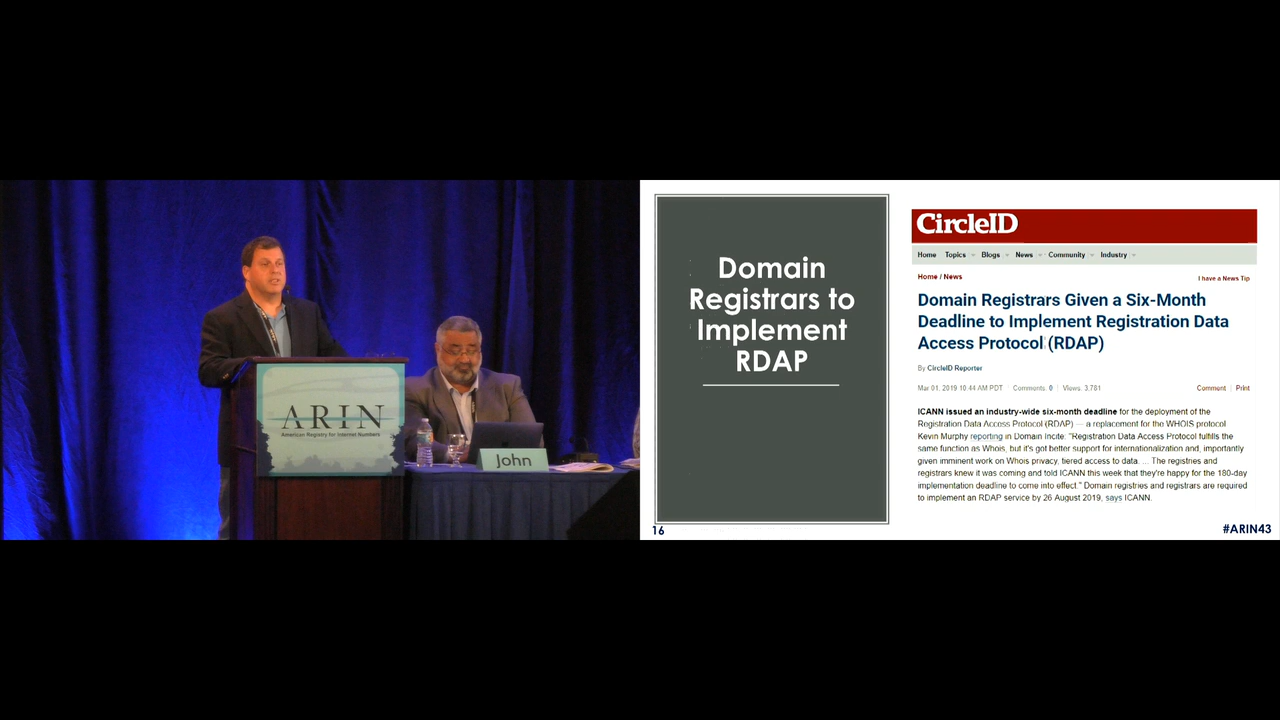 ARIN
American Registry for Internet Numbers
John
Domain
Registrars to
Implement
RDAP
16
CircleID
Home Topics Blogs News Community Industry
Home / News
I have a News Tip
Domain Registrars Given a Six-Month
Deadline to Implement Registration Data
Access Protocol (RDAP)
By CircleID Reporter
Mar 01, 2019 10:44 AM PDT Comments: 0 Views: 3,781
Comment Print
ICANN issued an industry-wide six-month deadline for the deployment of the
Registration Data Access Protocol (RDAP) — a replacement for the WHOIS protocol.
Kevin Murphy reporting in Domain Incite: "Registration Data Access Protocol fulfills the
same function as Whois, but it's got better support for internationalization and, importantly
given imminent work on Whois privacy, tiered access to data. ... The registries and
registrars knew it was coming and told ICANN this week that they're happy for the 180-day
implementation deadline to come into effect." Domain registries and registrars are required
to implement an RDAP service by 26 August 2019, says ICANN.
#ARIN43